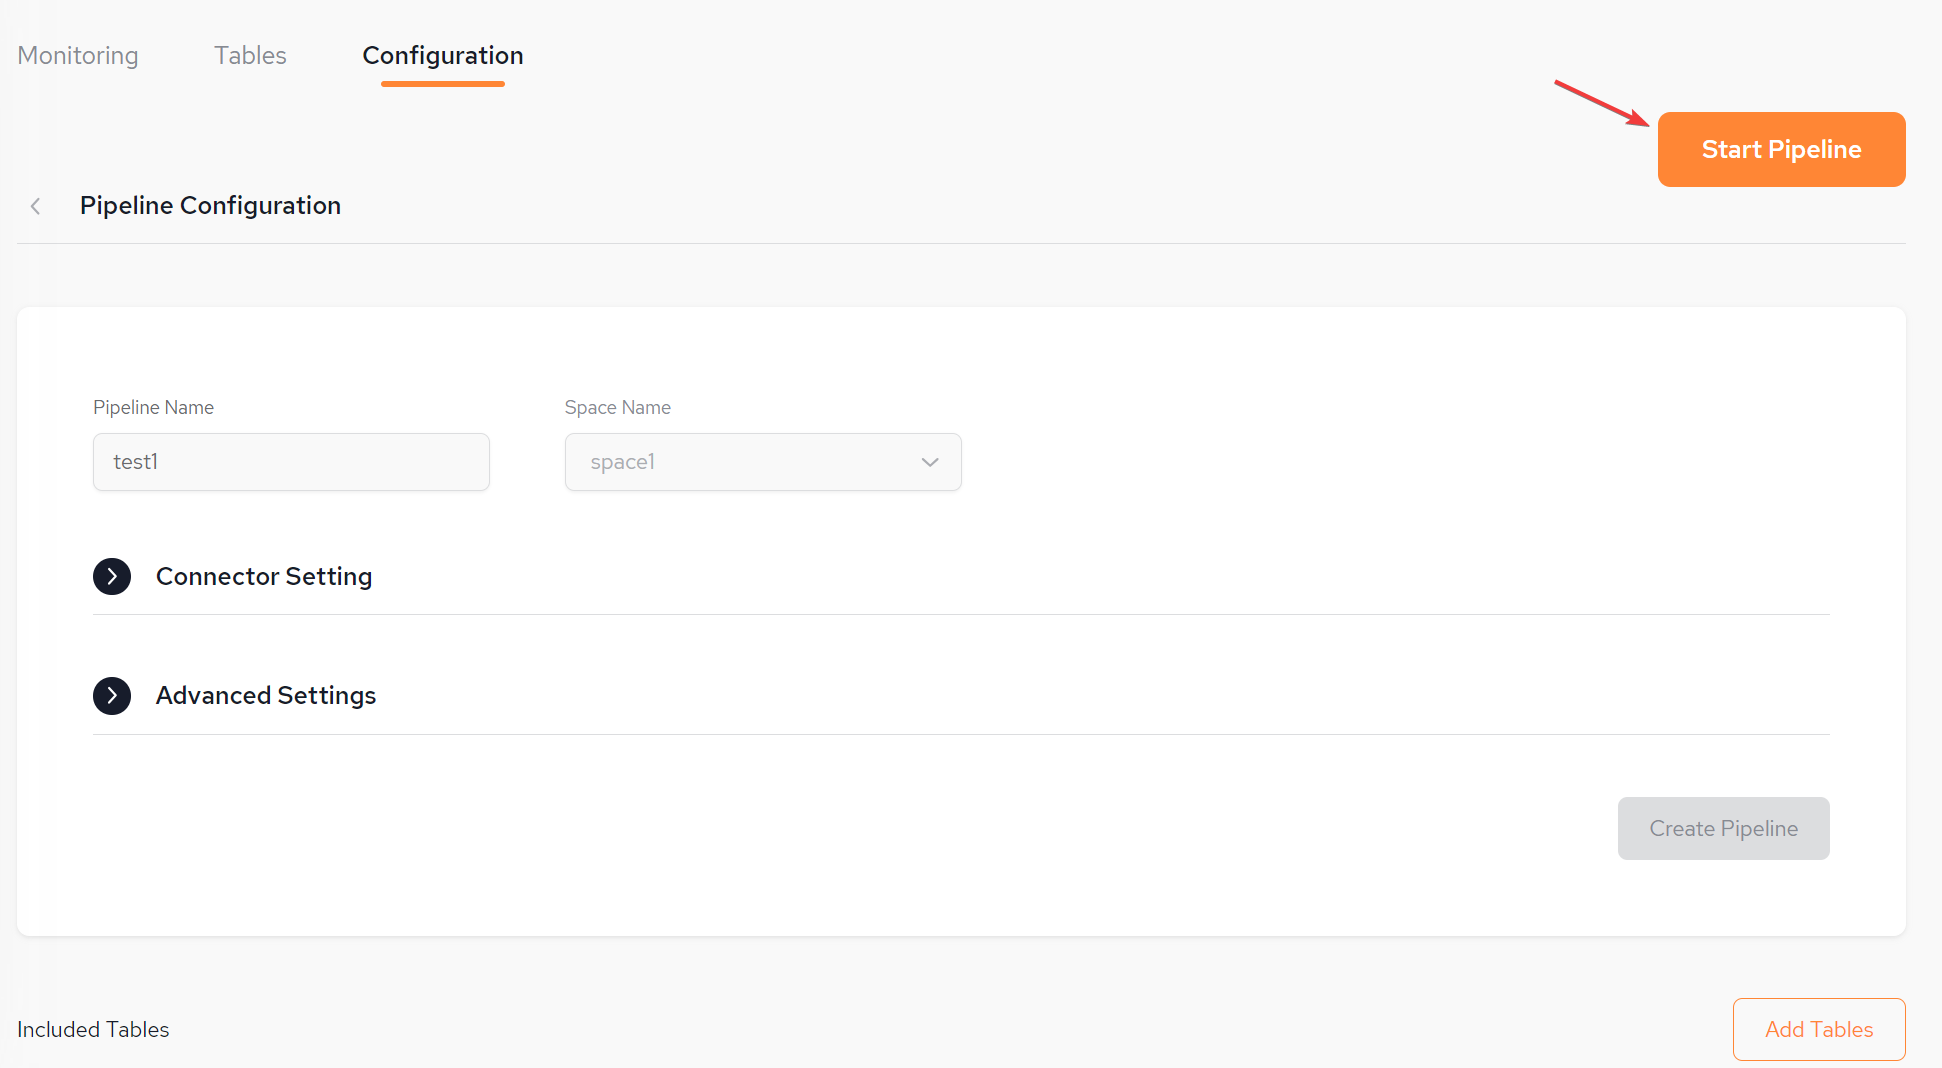 Monitoring Tables Configuration
Start Pipeline
Pipeline Configuration
Pipeline Name Space Name
test1 space1
Connector Setting
Advanced Settings
Create Pipeline
Included Tables Add Tables